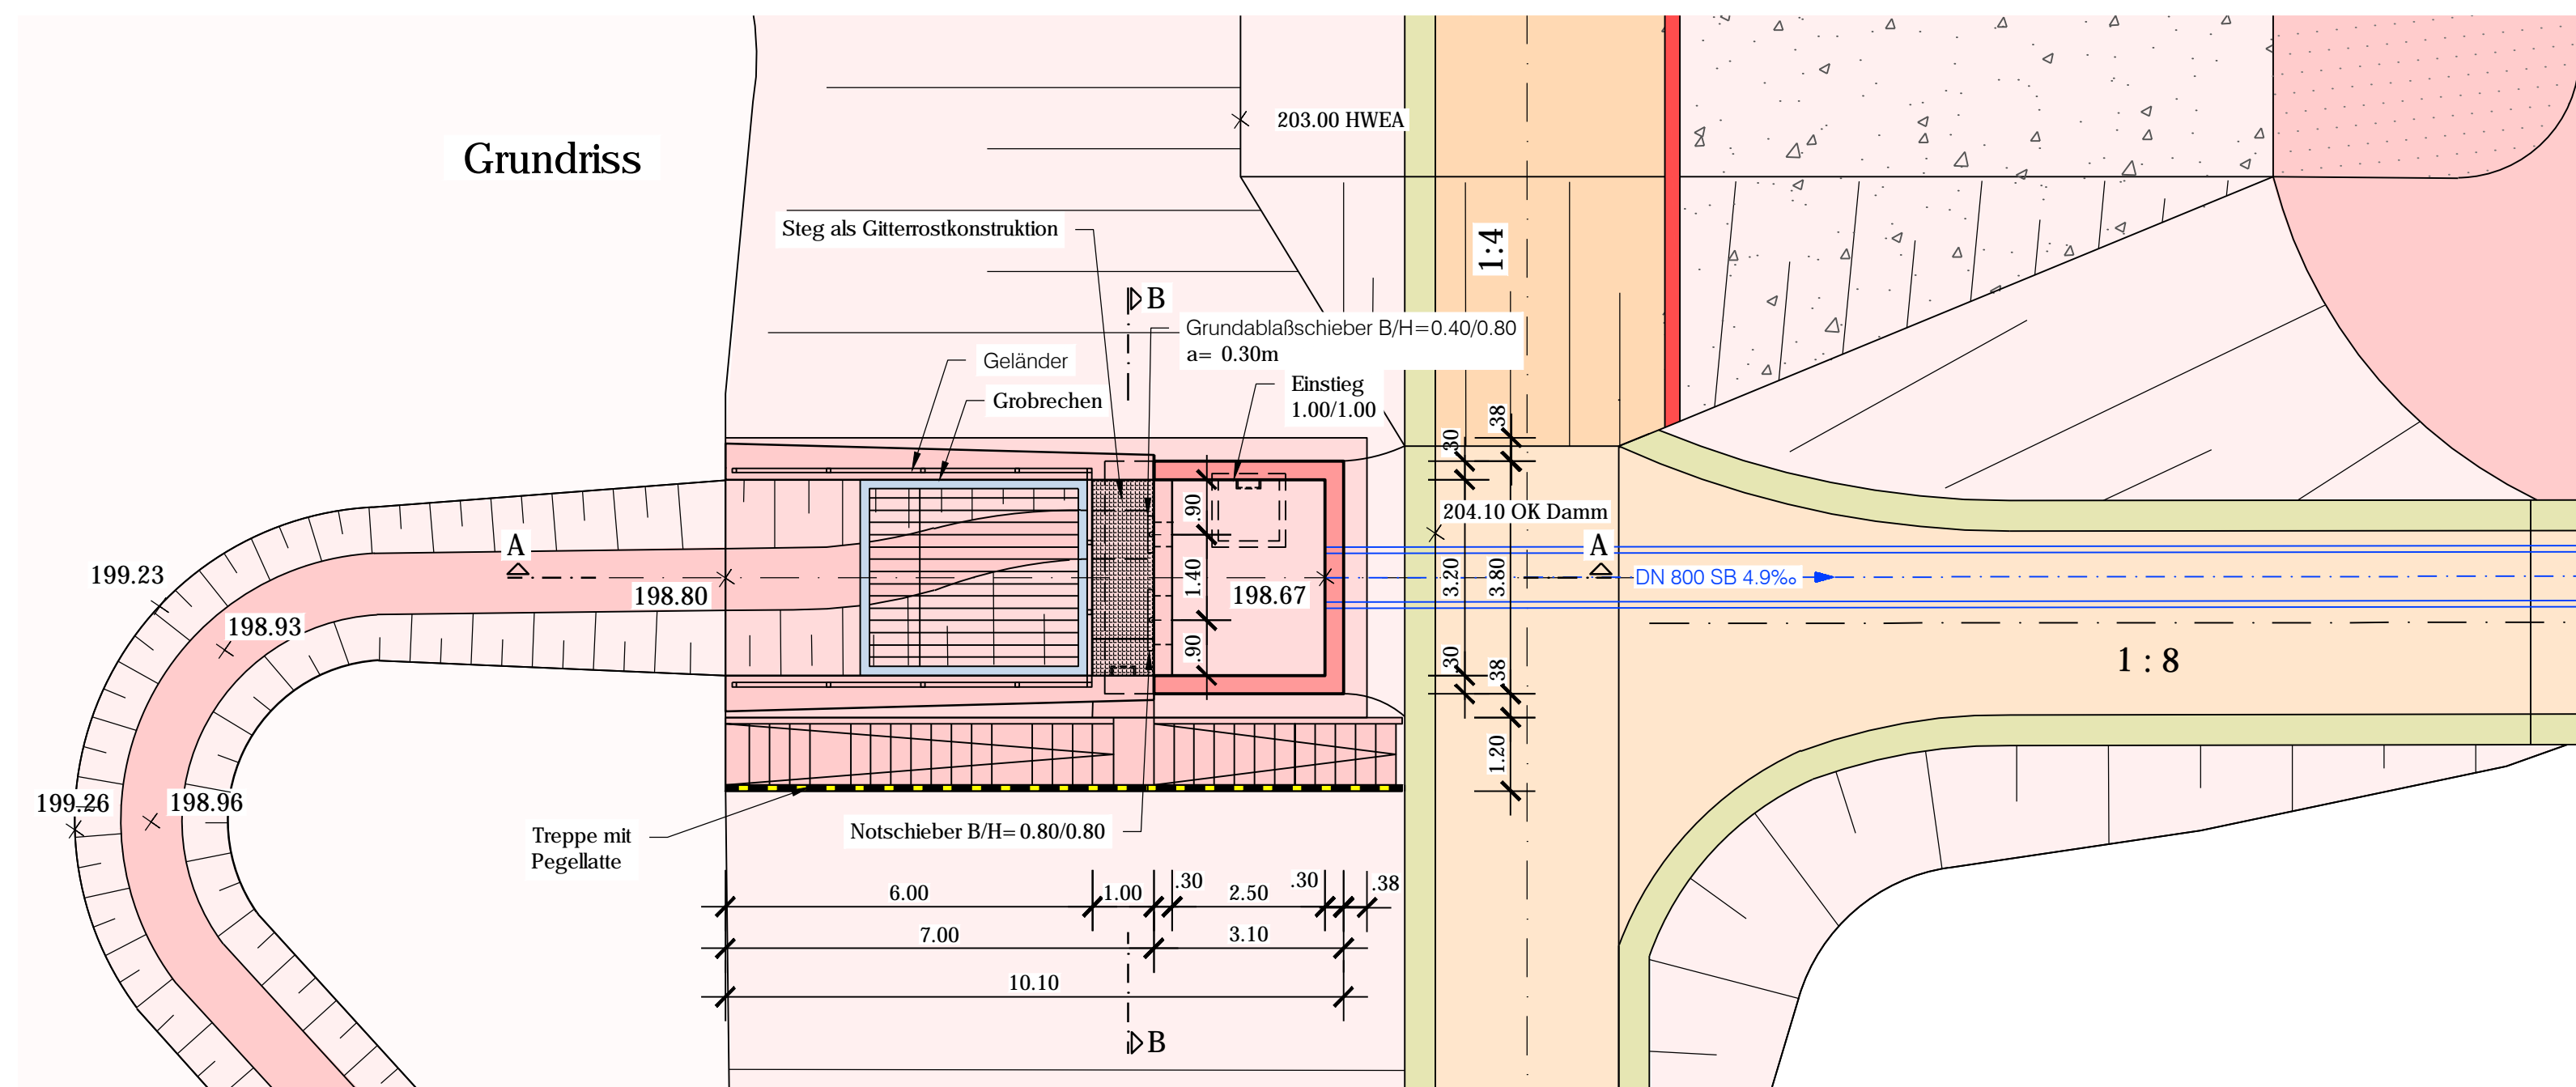 203.00 HWEA
Grundriss
Steg als Gitterrostkonstruktion
1:4
B
Grundablaßschieber B/H=0.40/0.80
a= 0.30m
Geländer
Einstieg
1.00/1.00
Grobrechen
.38
.30
.90
204.10 OK Damm
A
A
199.23
198.80
1.40
198.67
3.20
3.80
DN 800 SB 4.9‰
198.93
.90
.30
.38
1 : 8
1.20
199.26
198.96
Treppe mit
Pegellatte
Notschieber B/H=0.80/0.80
6.00
1.00
.30
2.50
.30
.38
7.00
3.10
10.10
B